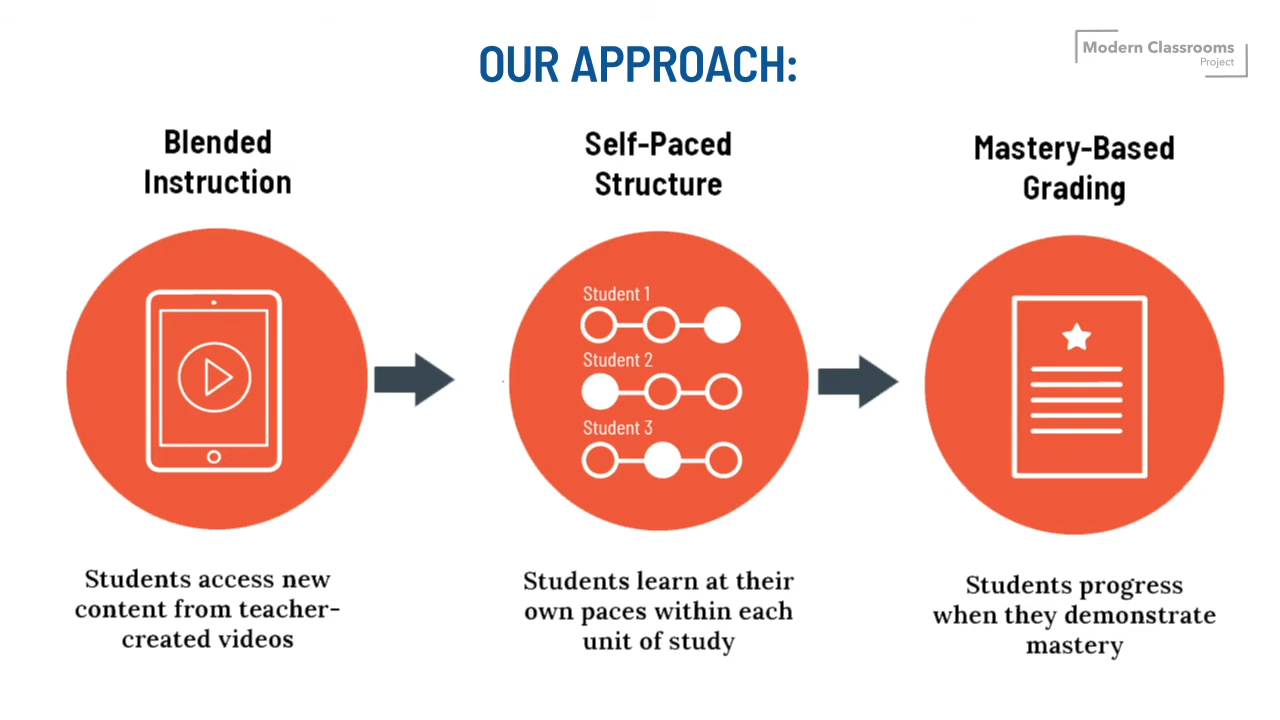 OUR APPROACH:
Modern Classrooms
Project
Blended
Instruction
Students access new
content from teacher-
created videos
Self-Paced
Structure
Student 1
Student 2
Student 3
Students learn at their
own paces within each
unit of study
Mastery-Based
Grading
Students progress
when they demonstrate
mastery